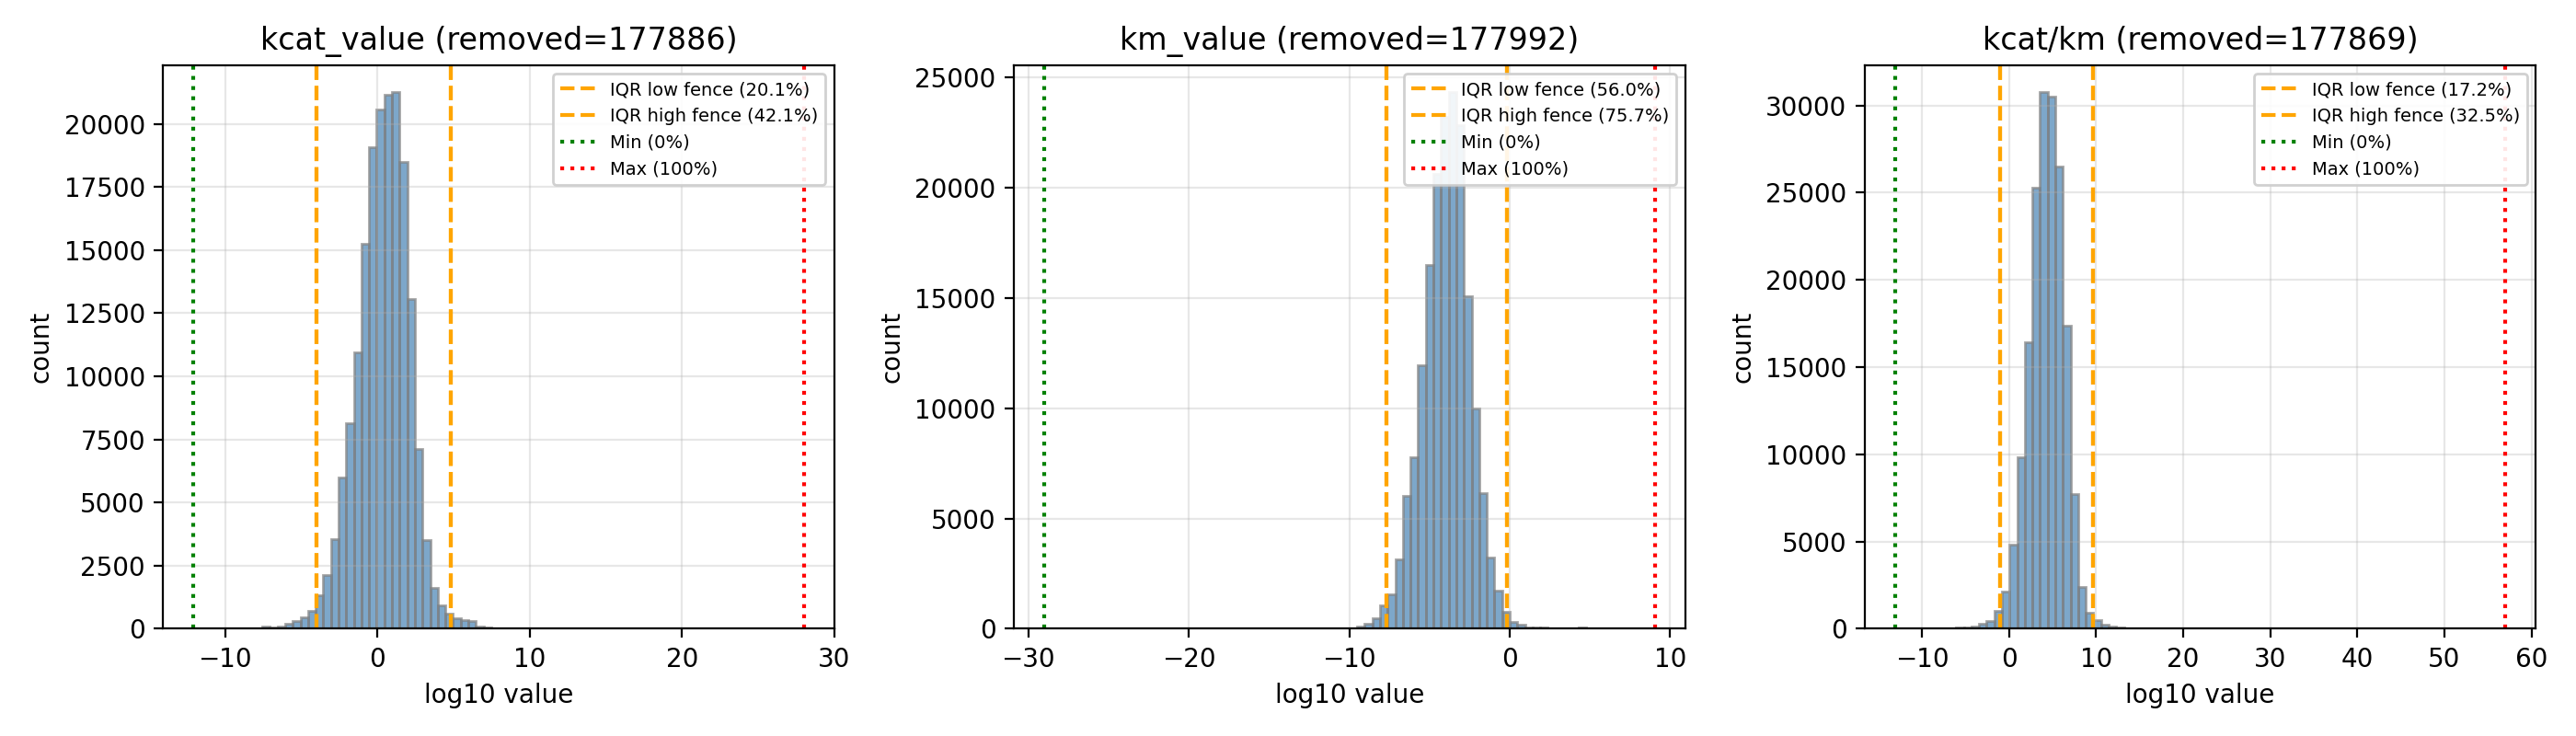 kcat_value (removed=177886)
count
20000
17500
15000
12500
10000
7500
5000
2500
0
IQR low fence (20.1%)
IQR high fence (42.1%)
Min (0%)
Max (100%)
−10
0
10
20
30
log10 value
km_value (removed=177992)
count
25000
20000
15000
10000
5000
0
IQR low fence (56.0%)
IQR high fence (75.7%)
Min (0%)
Max (100%)
−30
−20
−10
0
10
log10 value
kcat/km (removed=177869)
count
30000
25000
20000
15000
10000
5000
0
IQR low fence (17.2%)
IQR high fence (32.5%)
Min (0%)
Max (100%)
−10
0
10
20
30
40
50
60
log10 value